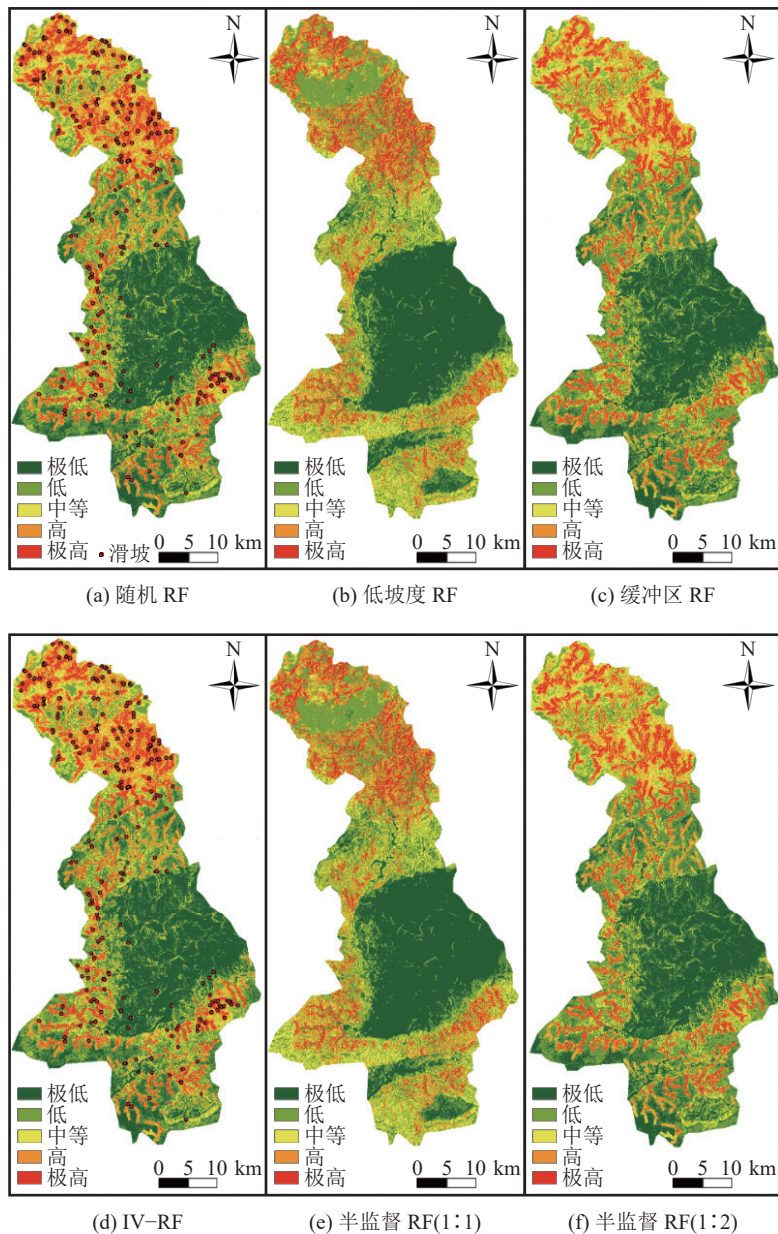 N
N
N
极低
低
中等
高
极高
滑坡
0 5 10 km
极低
低
中等
高
极高
0 5 10 km
极低
低
中等
高
极高
0 5 10 km
(a) 随机 RF
(b) 低坡度 RF
(c) 缓冲区 RF
N
N
N
极低
低
中等
高
极高
0 5 10 km
极低
低
中等
高
极高
0 5 10 km
极低
低
中等
高
极高
0 5 10 km
(d) IV−RF
(e) 半监督 RF(1∶1)
(f) 半监督 RF(1∶2)